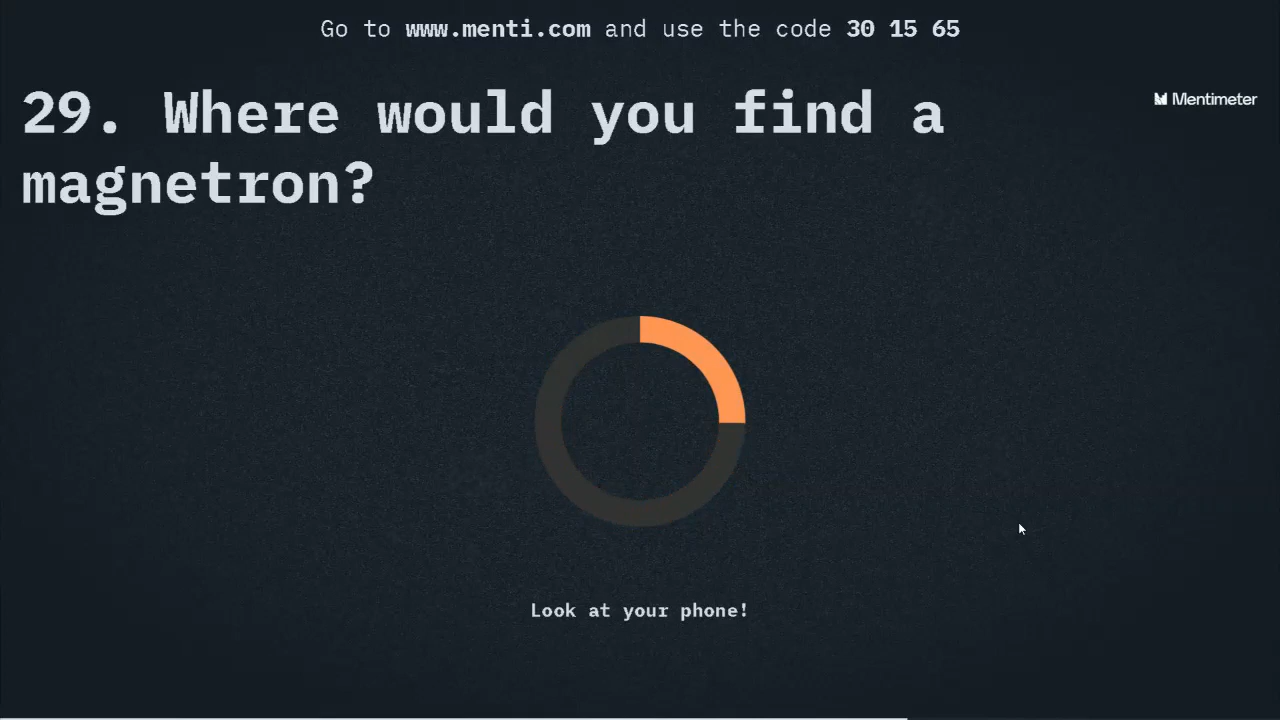 Go to www.menti.com and use the code 30 15 65
29. Where would you find a
magnetron?
Mentimeter
Look at your phone!